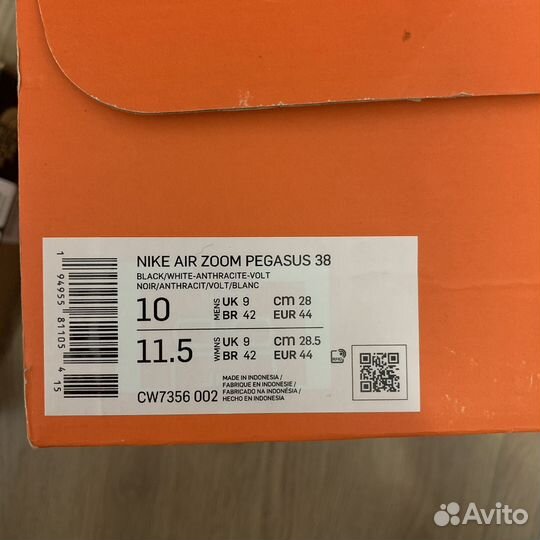 NIKE AIR ZOOM PEGASUS 38
BLACK/WHITE-ANTHRACITE-VOLT
NOIR/ANTHRACIT/VOLT/BLANC
10 MENS UK 9 CM 28
BR 42 EUR 44
11.5 WMNS UK 9 CM 28.5
BR 42 EUR 44
RFID
MADE IN INDONESIA /
FABRIQUE EN INDONESIE /
FABRICADO NA INDONÉSIA /
HECHO EN INDONESIA
CW7356 002
1 94955 81105 4 15
Avito